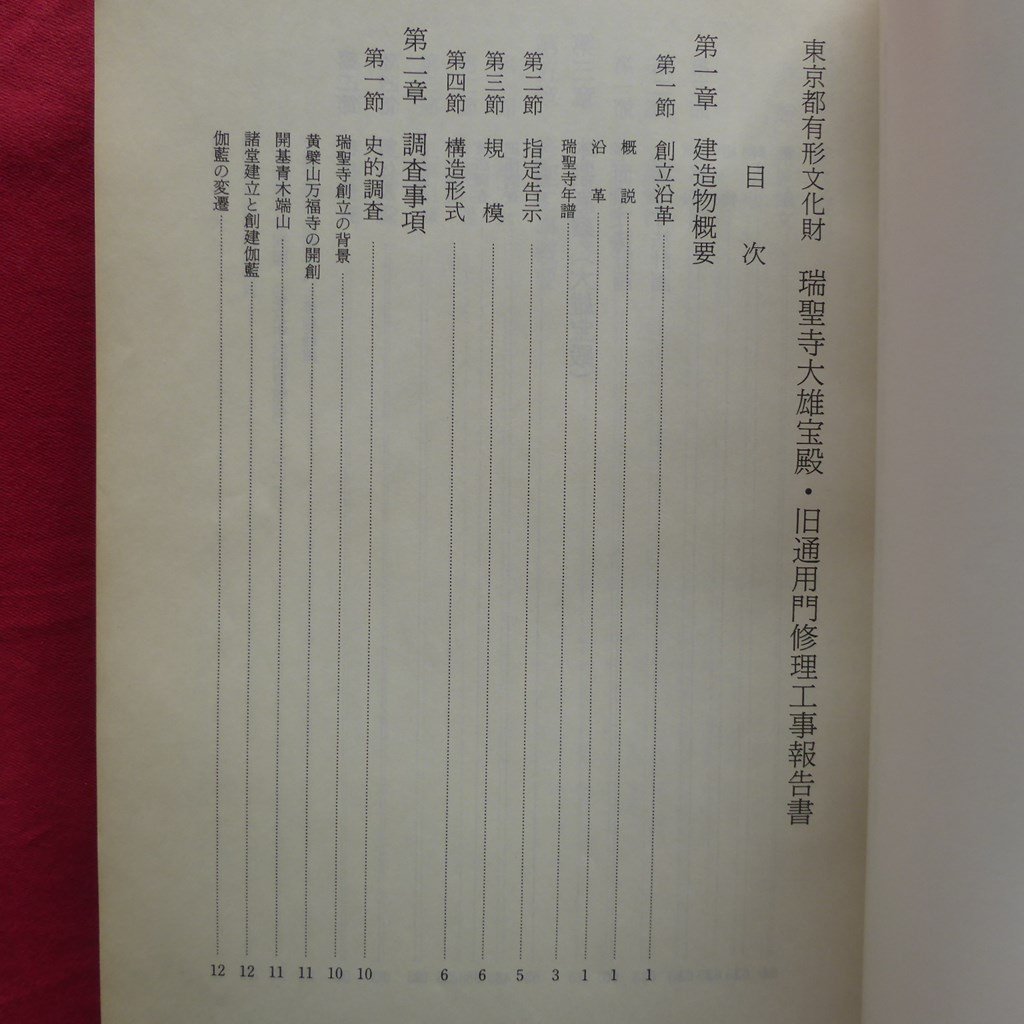 東京都有形文化財　瑞聖寺大雄宝殿・旧通用門修理工事報告書
目　次
第一章　建造物概要
第一節　創立沿革 1
概　説 1
沿　革 1
瑞聖寺年譜 3
第二節　指定告示 5
第三節　規　模 6
第四節　構造形式 6
第二章　調査事項
第一節　史的調査 10
瑞聖寺創立の背景 10
黄檗山万福寺の開創 11
開基青木端山 11
諸堂建立と創建伽藍 12
伽藍の変遷 12